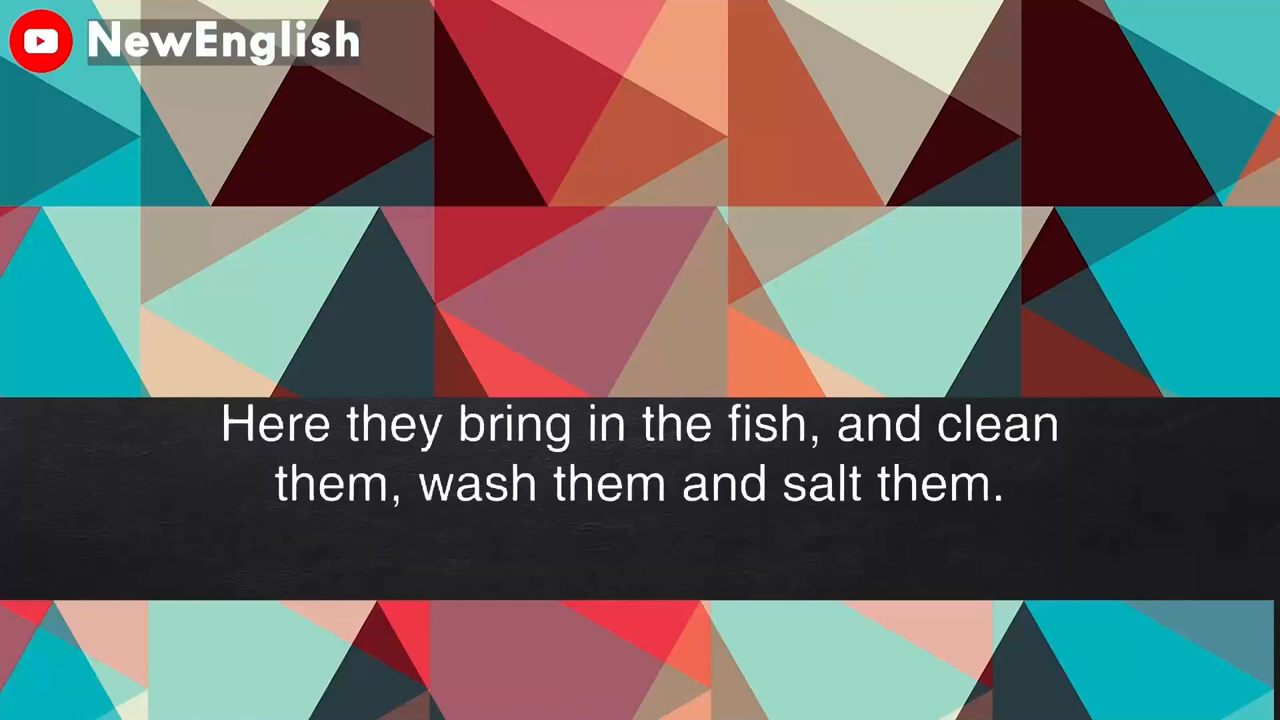 NewEnglish
Here they bring in the fish, and clean
them, wash them and salt them.